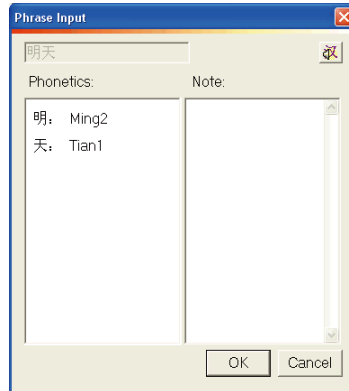 Phrase Input
明天
Phonetics: Note:
明： Ming2
天： Tian1
OK Cancel